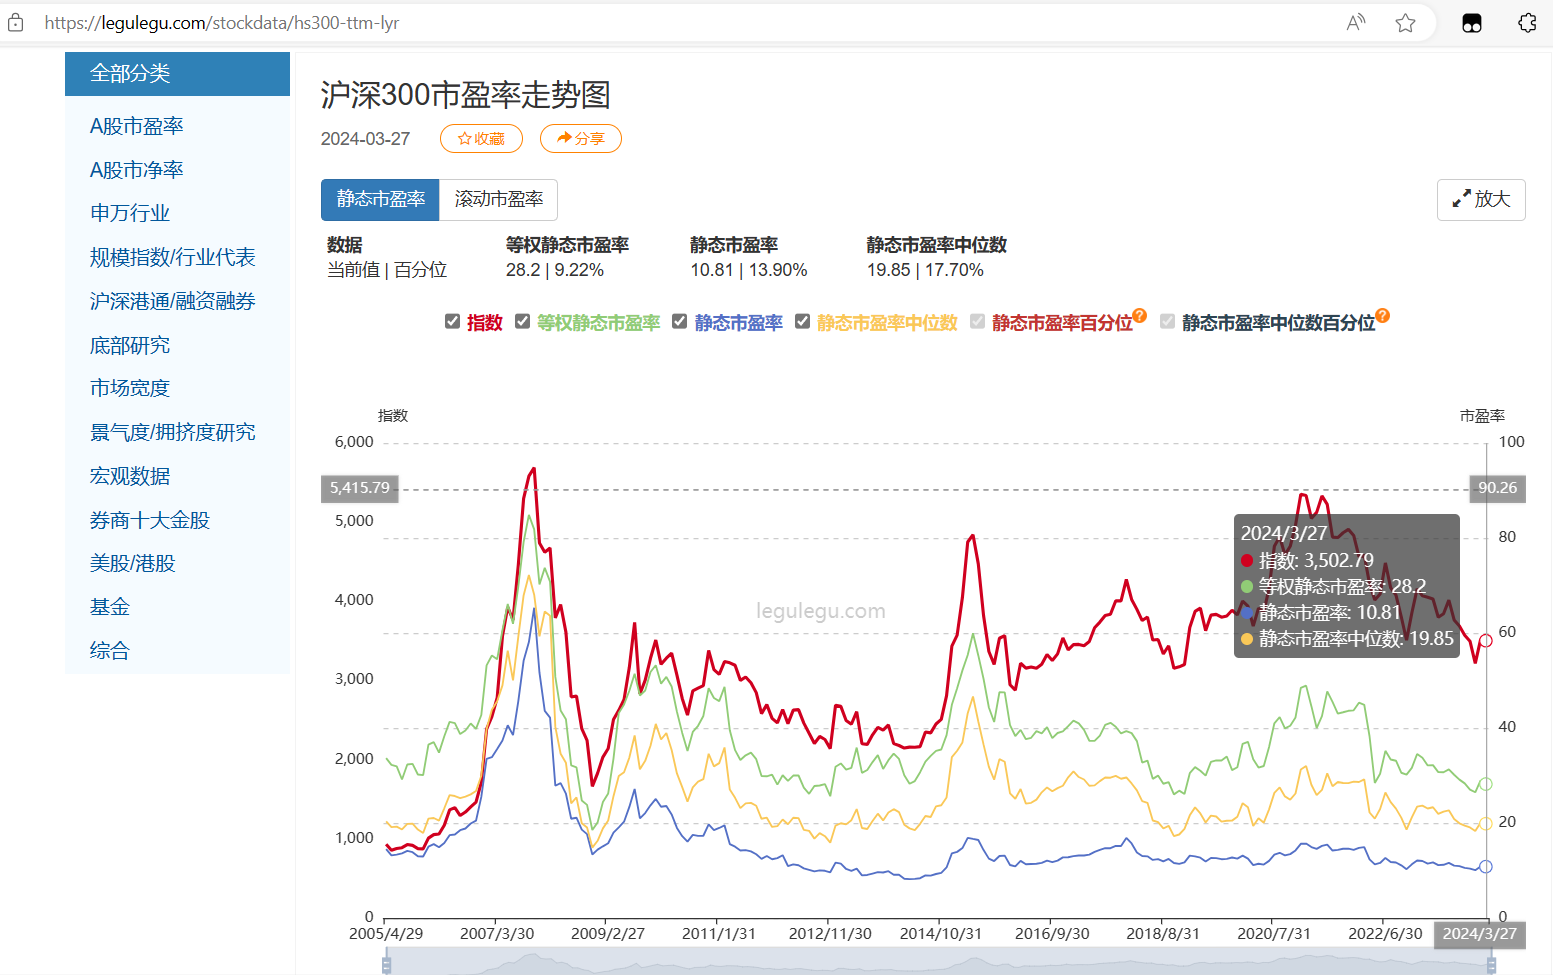 https://legulegu.com/stockdata/hs300-ttm-lyr
全部分类
A股市盈率
A股市净率
申万行业
规模指数/行业代表
沪深港通/融资融券
底部研究
市场宽度
景气度/拥挤度研究
宏观数据
券商十大金股
美股/港股
基金
综合
沪深300市盈率走势图
2024-03-27 收藏 分享
静态市盈率 滚动市盈率 放大
数据 等权静态市盈率 静态市盈率 静态市盈率中位数
当前值 | 百分位 28.2 | 9.22% 10.81 | 13.90% 19.85 | 17.70%
指数 等权静态市盈率 静态市盈率 静态市盈率中位数 静态市盈率百分位 ? 静态市盈率中位数百分位 ?
指数 市盈率
6,000 100
5,415.79 90.26
5,000 80
4,000 60
3,000 40
2,000 20
1,000
0 0
legulegu.com
2024/3/27
指数: 3,502.79
等权静态市盈率: 28.2
静态市盈率: 10.81
静态市盈率中位数: 19.85
2005/4/29 2007/3/30 2009/2/27 2011/1/31 2012/11/30 2014/10/31 2016/9/30 2018/8/31 2020/7/31 2022/6/30 2024/3/27